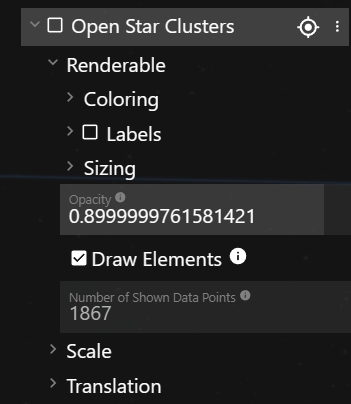 Open Star Clusters
Renderable
Coloring
Labels
Sizing
Opacity
0.8999999761581421
Draw Elements
Number of Shown Data Points
1867
Scale
Translation